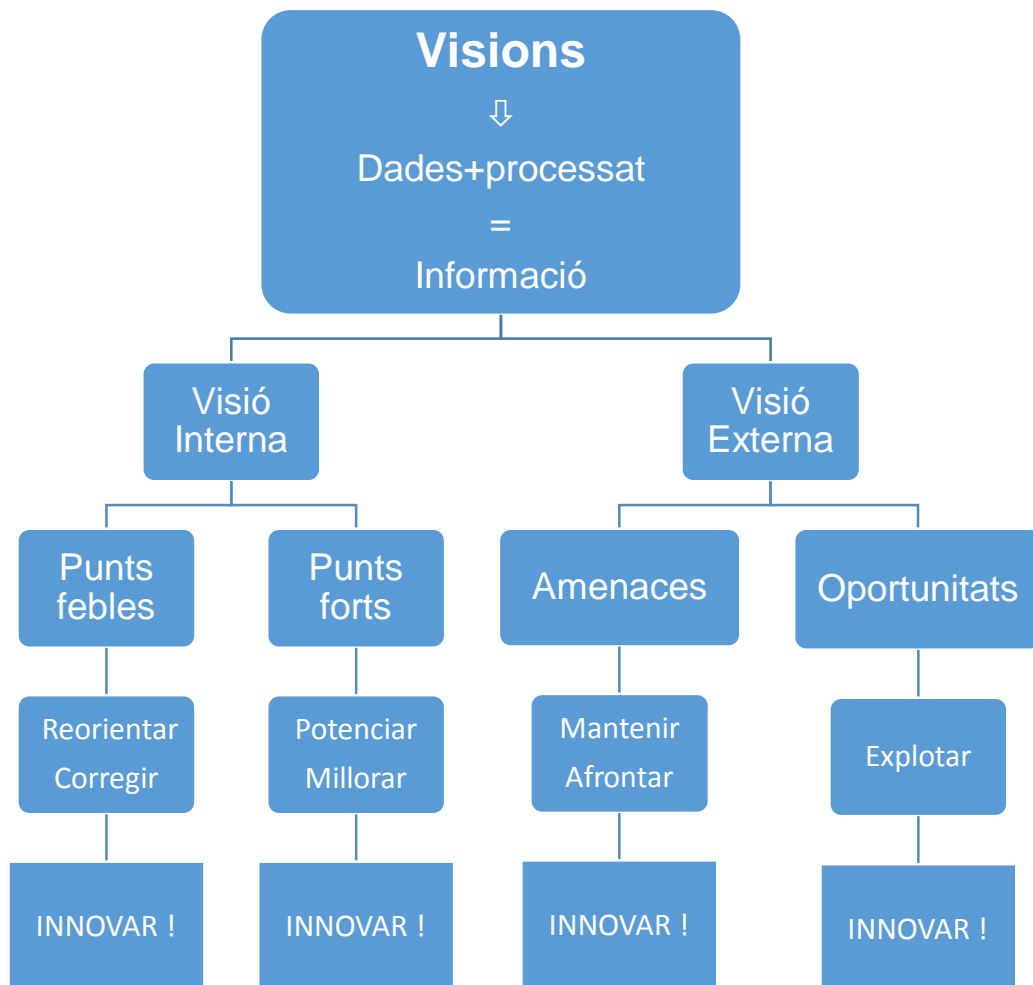 Visions
⇩
Dades+processat
=
Informació
Visió
Interna
Visió
Externa
Punts
febles
Punts
forts
Amenaces
Oportunitats
Reorientar
Corregir
Potenciar
Millorar
Mantenir
Afrontar
Explotar
INNOVAR !
INNOVAR !
INNOVAR !
INNOVAR !